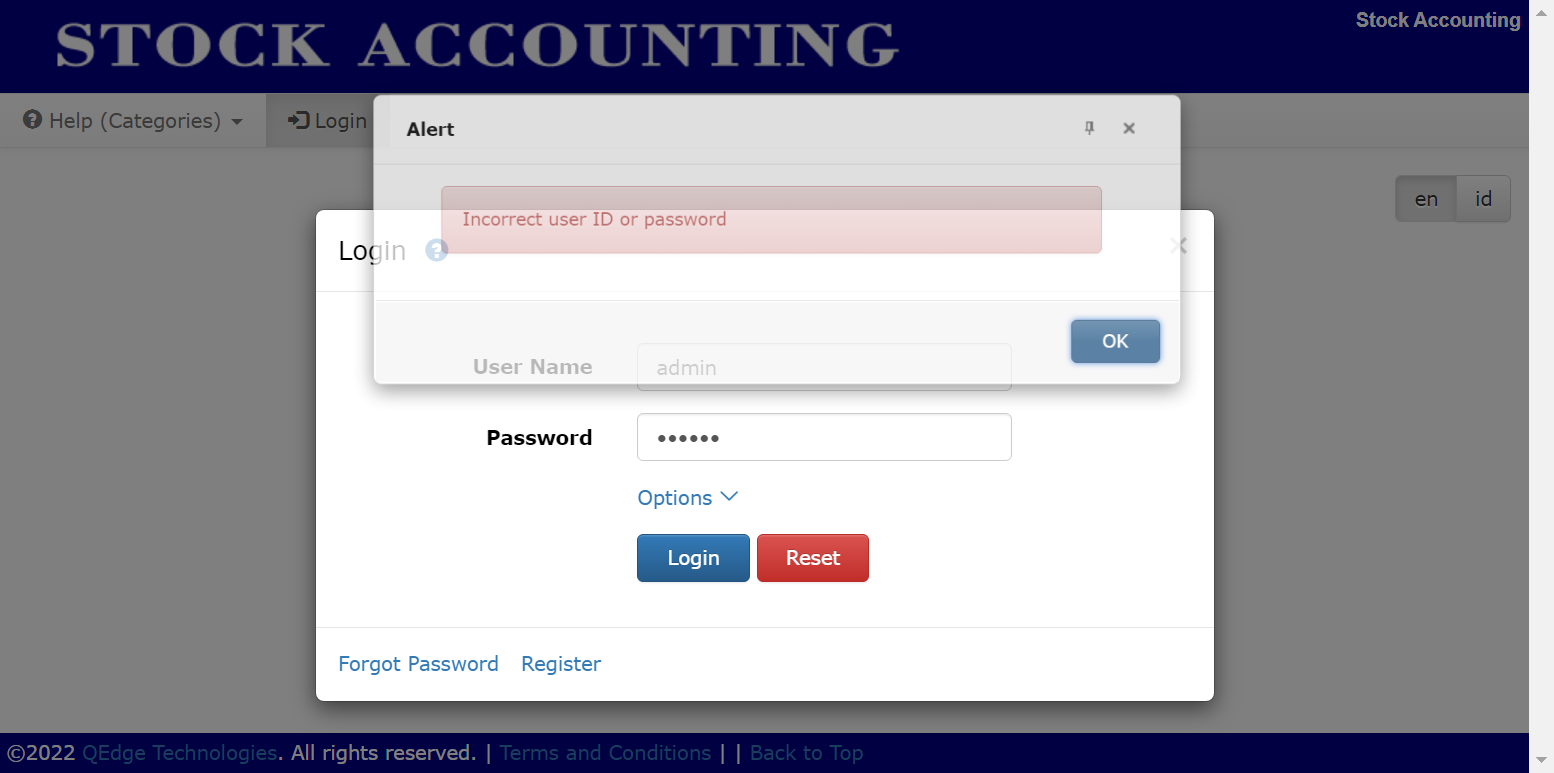 STOCK ACCOUNTING
Stock Accounting
Help (Categories)
Login
Alert
en
id
Incorrect user ID or password
Login
OK
User Name
admin
Password
••••••
Options
Login
Reset
Forgot Password
Register
©2022 QEdge Technologies. All rights reserved. | Terms and Conditions | | Back to Top